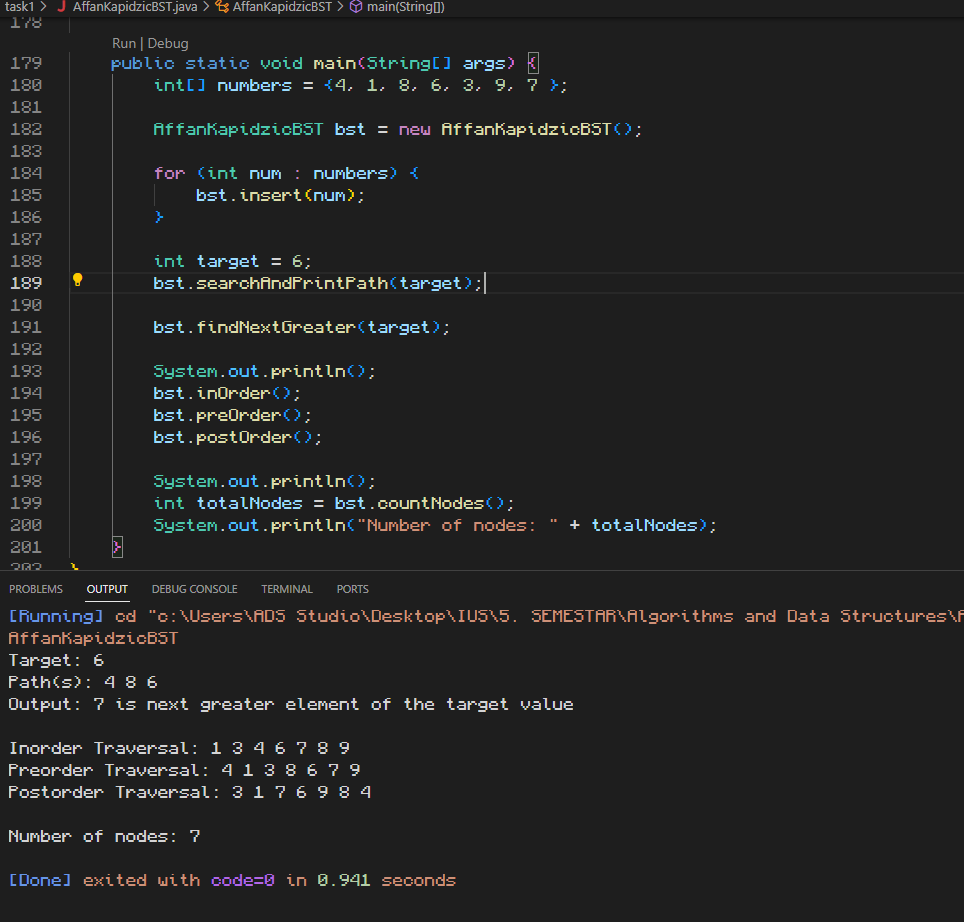 task1 > J AffanKapidzicBST.java > AffanKapidzicBST > main(String[])
178
Run | Debug
179 public static void main(String[] args) {
180 int[] numbers = {4, 1, 8, 6, 3, 9, 7 };
181
182 AffanKapidzicBST bst = new AffanKapidzicBST();
183
184 for (int num : numbers) {
185 bst.insert(num);
186 }
187
188 int target = 6;
189 bst.searchAndPrintPath(target);
190
191 bst.findNextGreater(target);
192
193 System.out.println();
194 bst.inOrder();
195 bst.preOrder();
196 bst.postOrder();
197
198 System.out.println();
199 int totalNodes = bst.countNodes();
200 System.out.println("Number of nodes: " + totalNodes);
201 }
202 }
PROBLEMS OUTPUT DEBUG CONSOLE TERMINAL PORTS
[Running] cd "c:\Users\ADS Studio\Desktop\IUS\5. SEMESTAR\Algorithms and Data Structures\
AffanKapidzicBST
Target: 6
Path(s): 4 8 6
Output: 7 is next greater element of the target value
Inorder Traversal: 1 3 4 6 7 8 9
Preorder Traversal: 4 1 3 8 6 7 9
Postorder Traversal: 3 1 7 6 9 8 4
Number of nodes: 7
[Done] exited with code=0 in 0.941 seconds